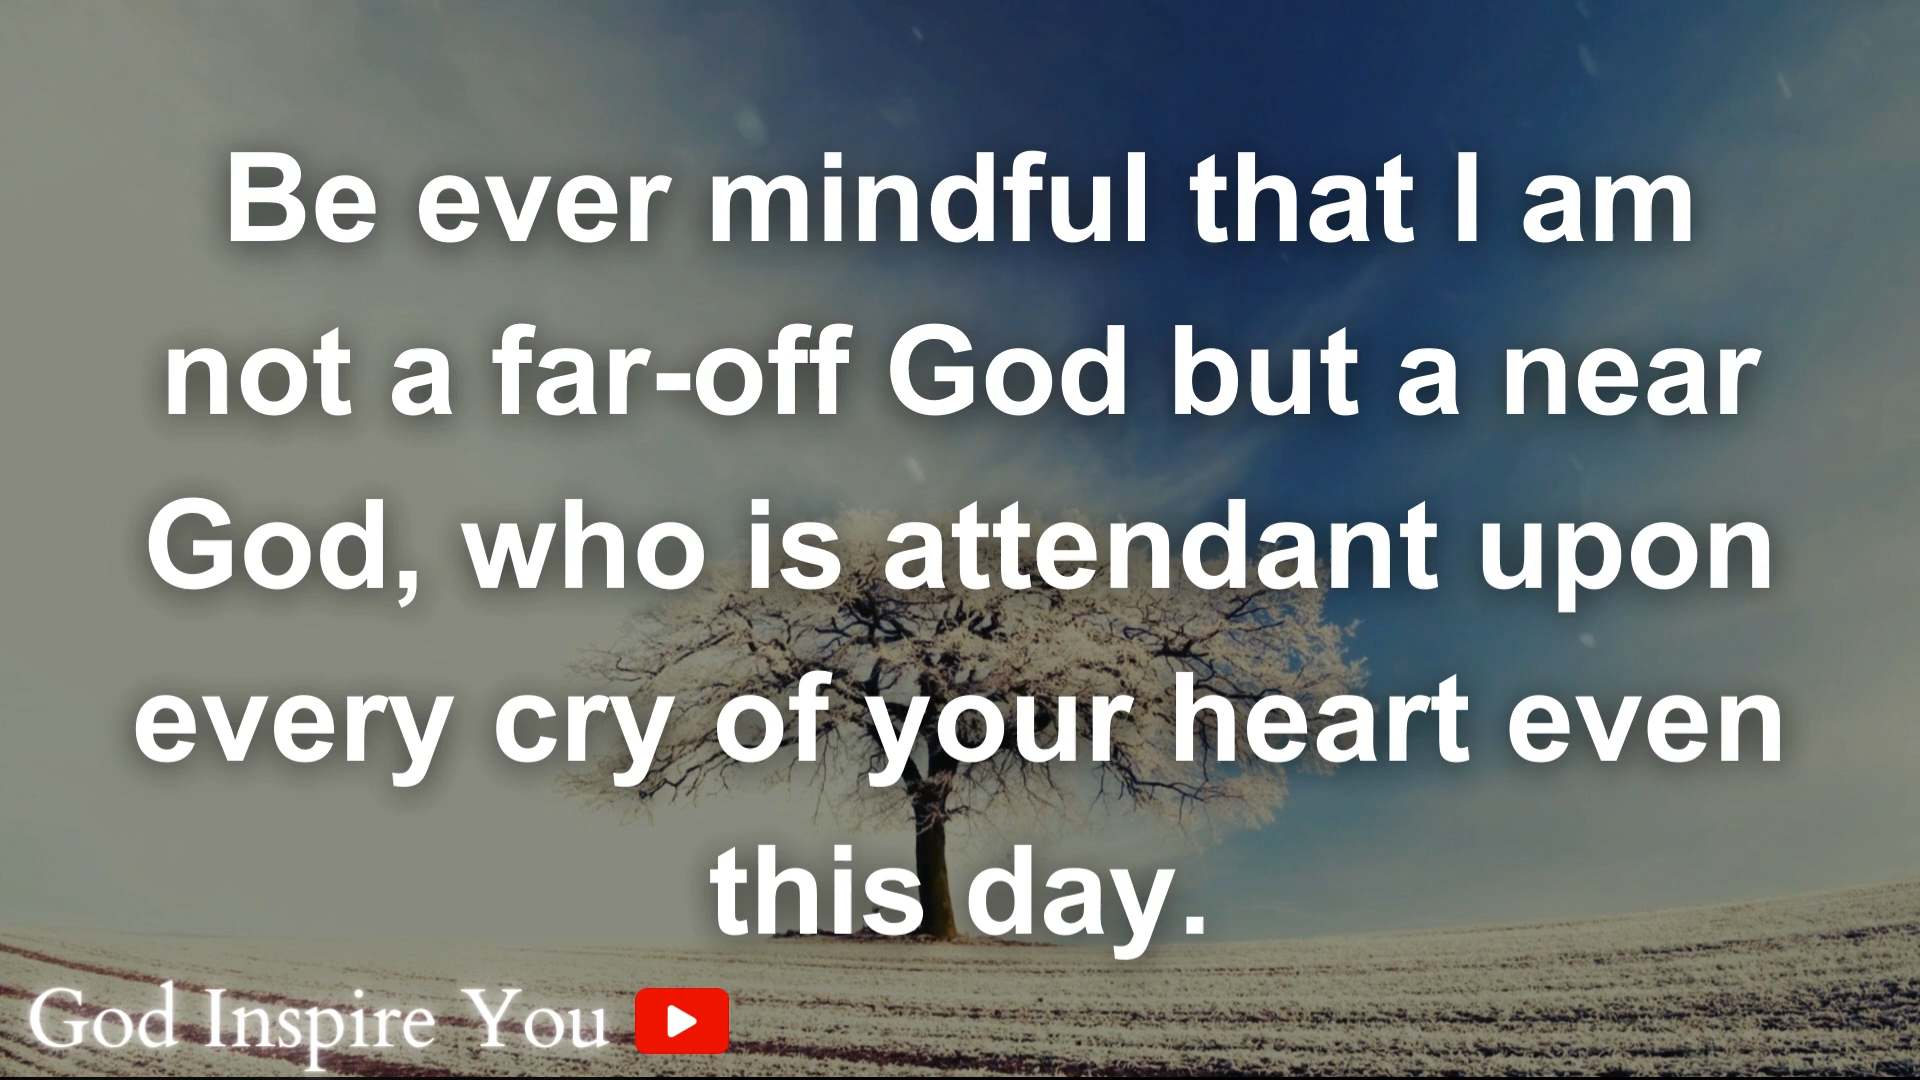 Be ever mindful that I am
not a far-off God but a near
God, who is attendant upon
every cry of your heart even
this day.
God Inspire You